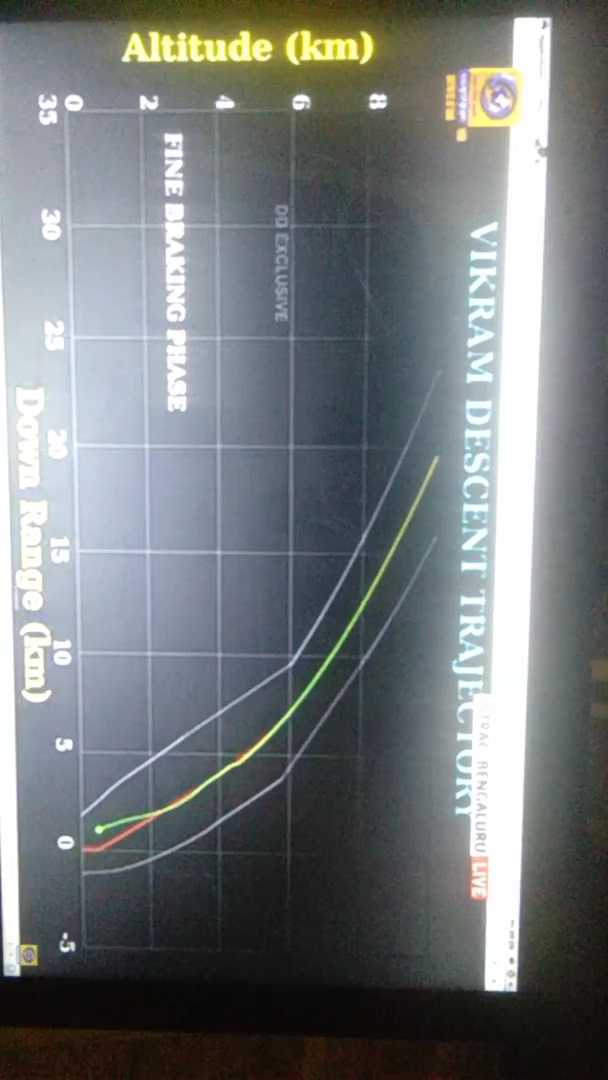 VIKRAM DESCENT TRAJECTORY
BENGALURU LIVE
DD EXCLUSIVE
FINE BRAKING PHASE
Altitude (km)
8
6
4
2
0
35 30 25 20 15 10 5 0 -5
Down Range (km)